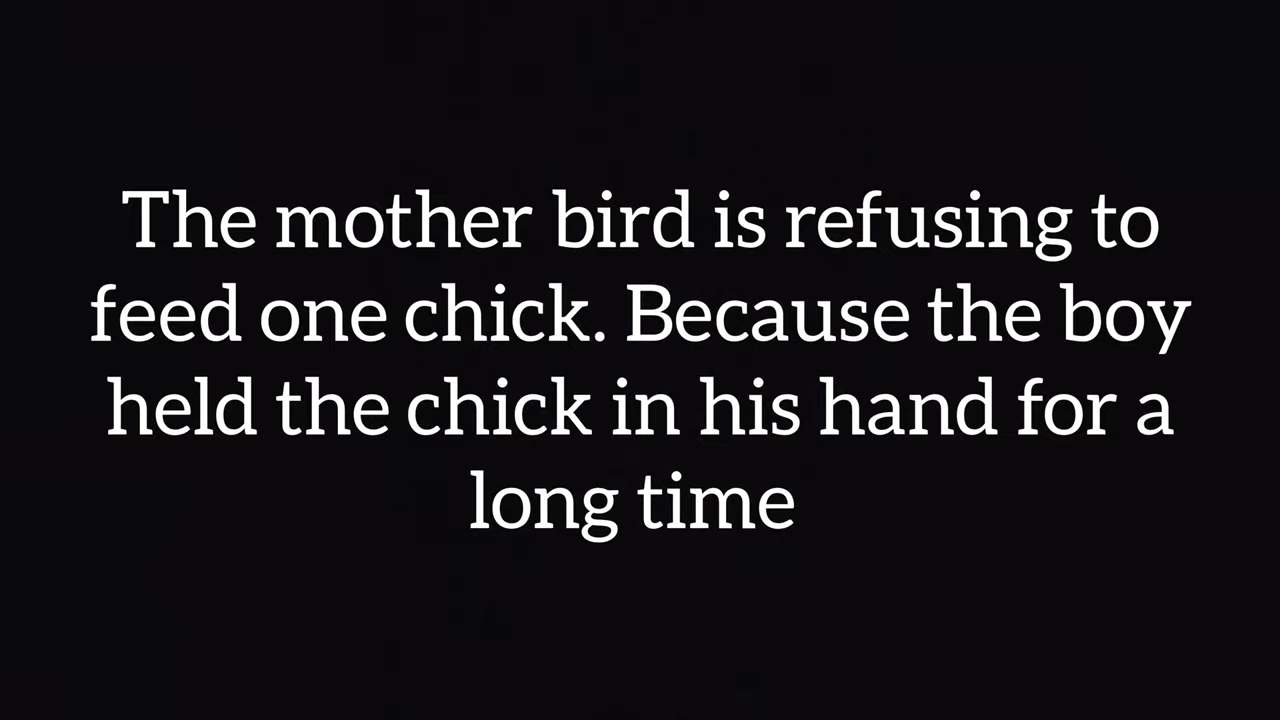 The mother bird is refusing to
feed one chick. Because the boy
held the chick in his hand for a
long time